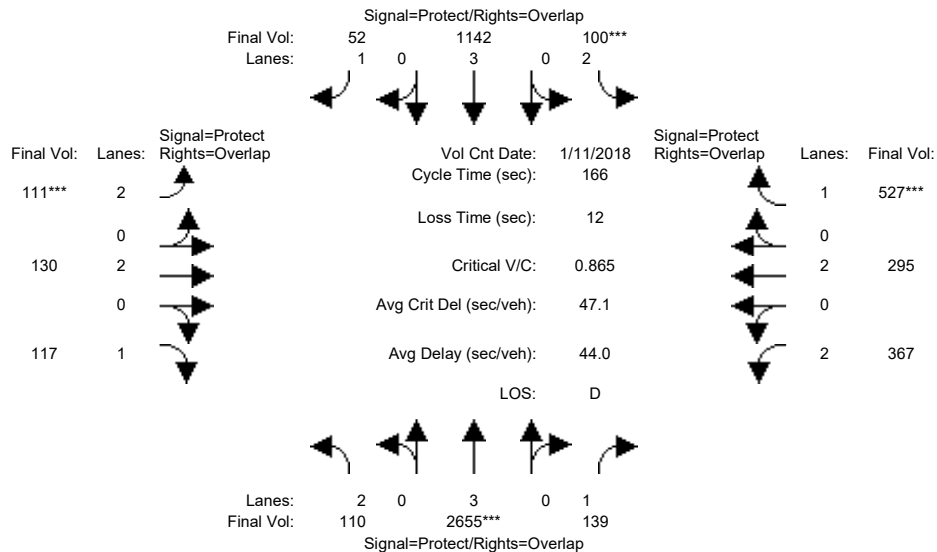 Signal=Protect/Rights=Overlap
Final Vol: 52 1142 100***
Lanes: 1 0 3 0 2
Signal=Protect Signal=Protect
Final Vol: Lanes: Rights=Overlap Vol Cnt Date: 1/11/2018 Rights=Overlap Lanes: Final Vol:
Cycle Time (sec): 166
111*** 2 1 527***
Loss Time (sec): 12
0 0
130 2 Critical V/C: 0.865 2 295
0 Avg Crit Del (sec/veh): 47.1 0
117 1 Avg Delay (sec/veh): 44.0 2 367
LOS: D
Lanes: 2 0 3 0 1
Final Vol: 110 2655*** 139
Signal=Protect/Rights=Overlap